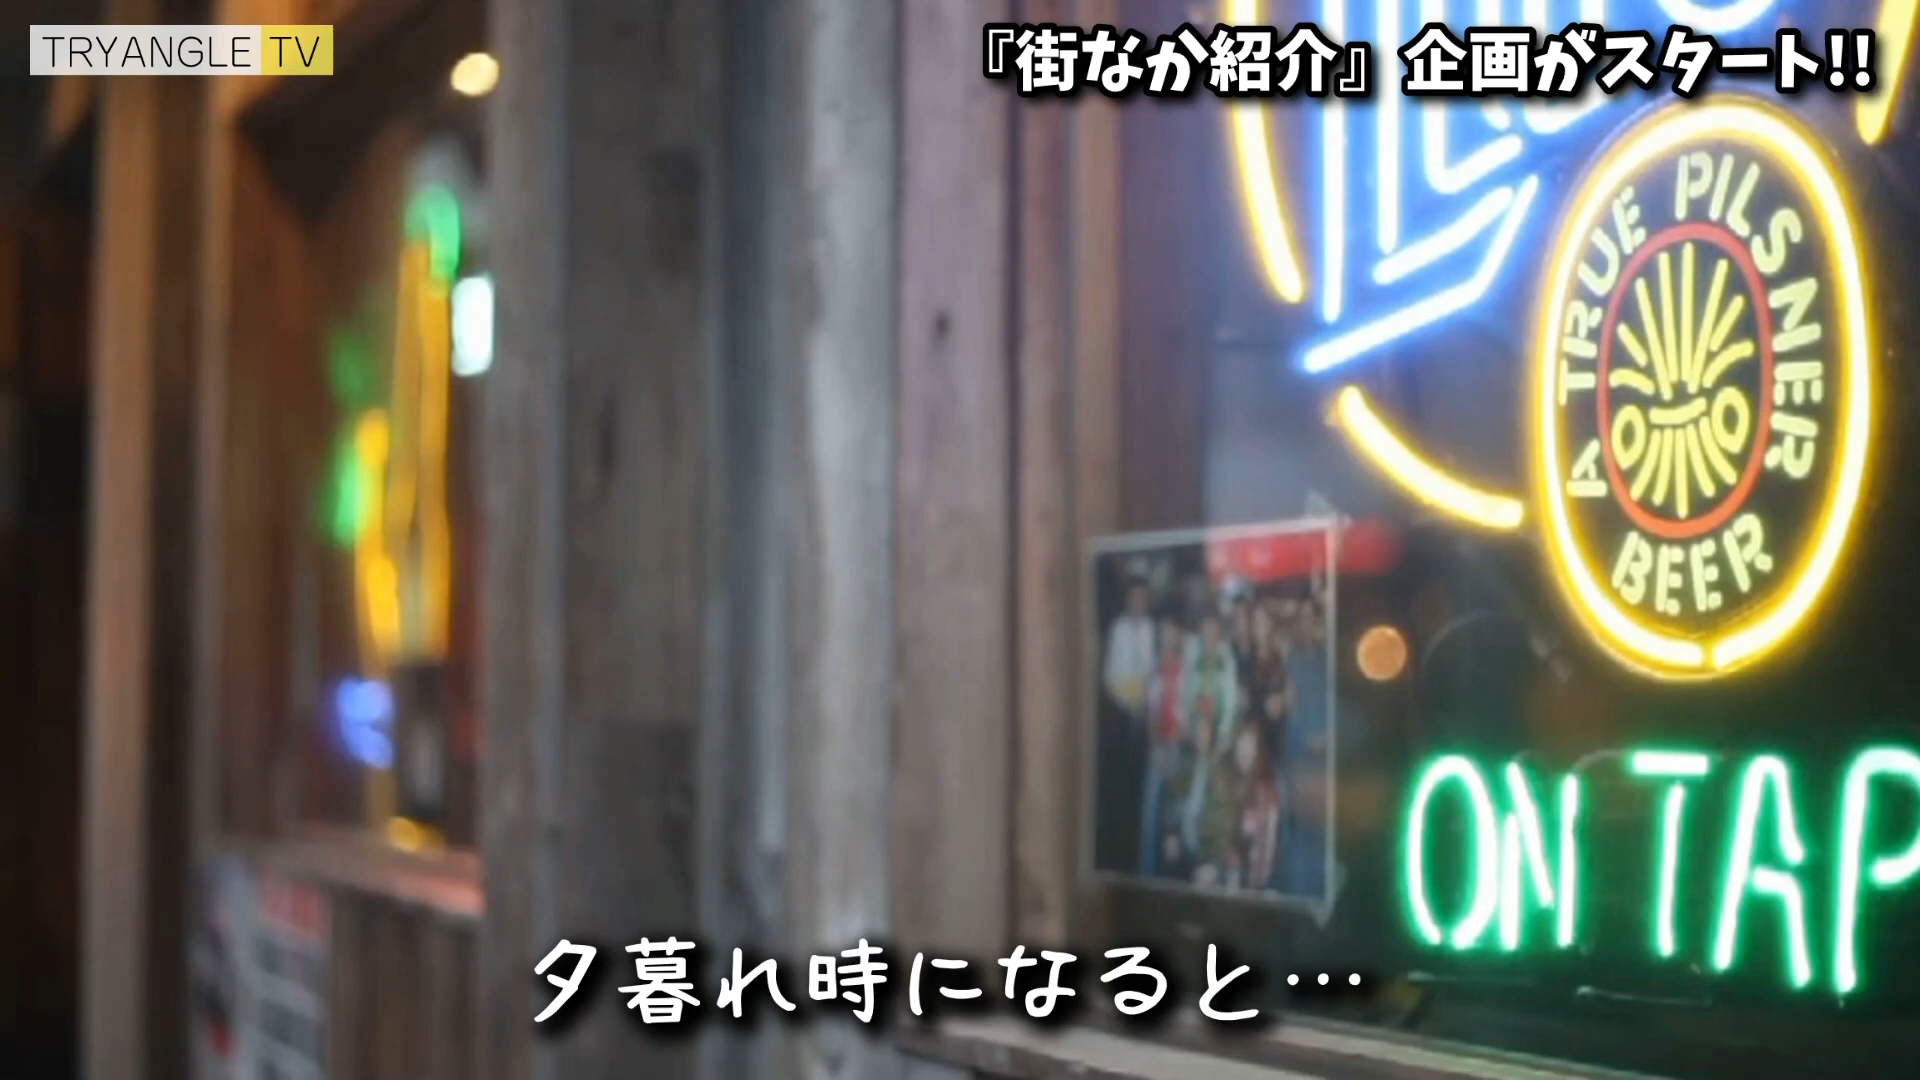 TRYANGLE TV
『街なか紹介』企画がスタート!!
A TRUE PILSNER
BEER
ON TAP
夕暮れ時になると…